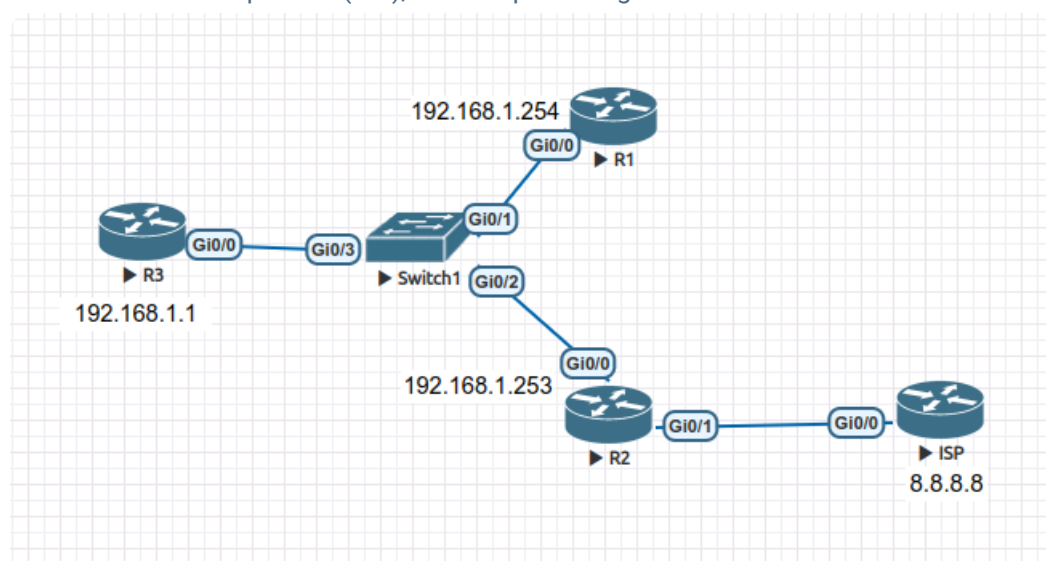 192.168.1.254
Gi0/0
R1
Gi0/1
Gi0/0
Gi0/3
R3
Switch1
Gi0/2
192.168.1.1
Gi0/0
192.168.1.253
Gi0/1
Gi0/0
R2
ISP
8.8.8.8